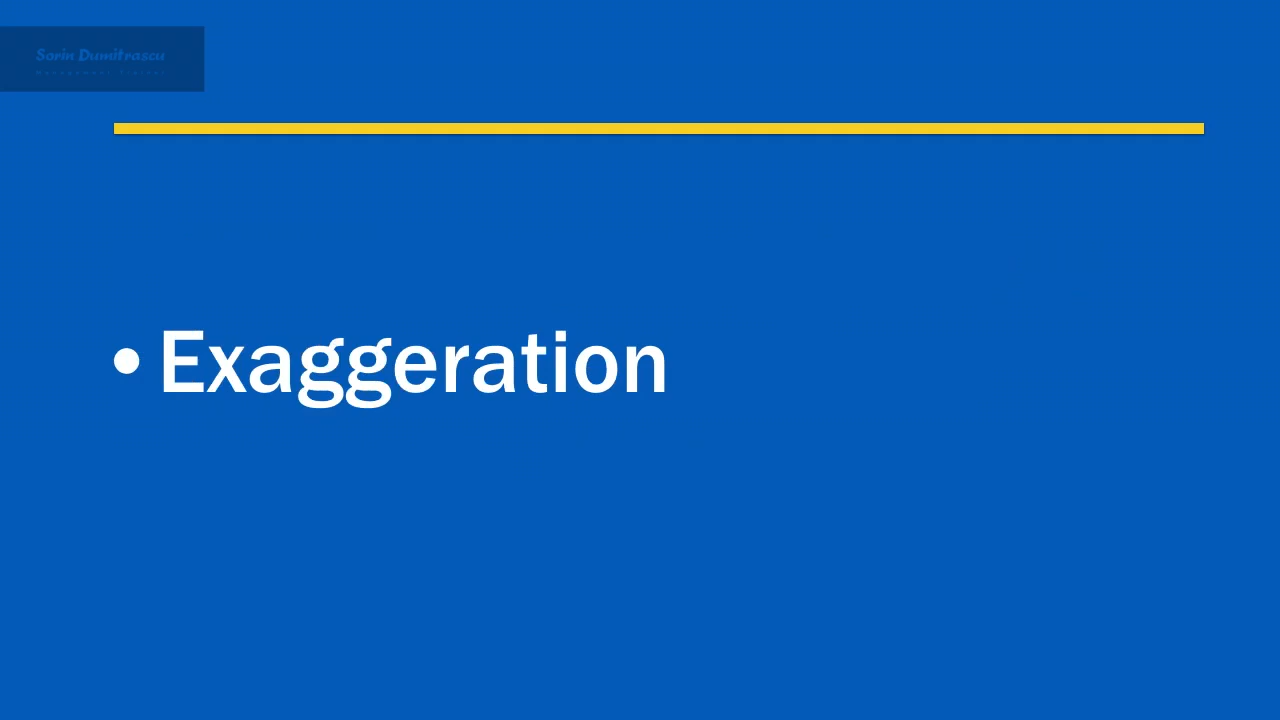 Sorin Dumitrascu
• Exaggeration